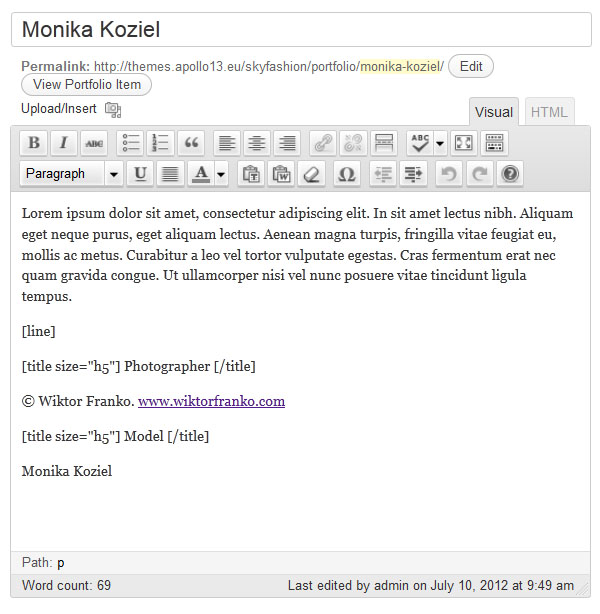 Monika Koziel
Permalink: http://themes.apollo13.eu/skyfashion/portfolio/monika-koziel/ Edit
View Portfolio Item
Upload/Insert
Visual HTML
B I ABC ABC
Paragraph U A T W Ω ?
Lorem ipsum dolor sit amet, consectetur adipiscing elit. In sit amet lectus nibh. Aliquam
eget neque purus, eget aliquam lectus. Aenean magna turpis, fringilla vitae feugiat eu,
mollis ac metus. Curabitur a leo vel tortor vulputate egestas. Cras fermentum erat nec
quam gravida congue. Ut ullamcorper nisi vel nunc posuere vitae tincidunt ligula
tempus.
[line]
[title size="h5"] Photographer [/title]
© Wiktor Franko. www.wiktorfranko.com
[title size="h5"] Model [/title]
Monika Koziel
Path: p
Word count: 69 Last edited by admin on July 10, 2012 at 9:49 am